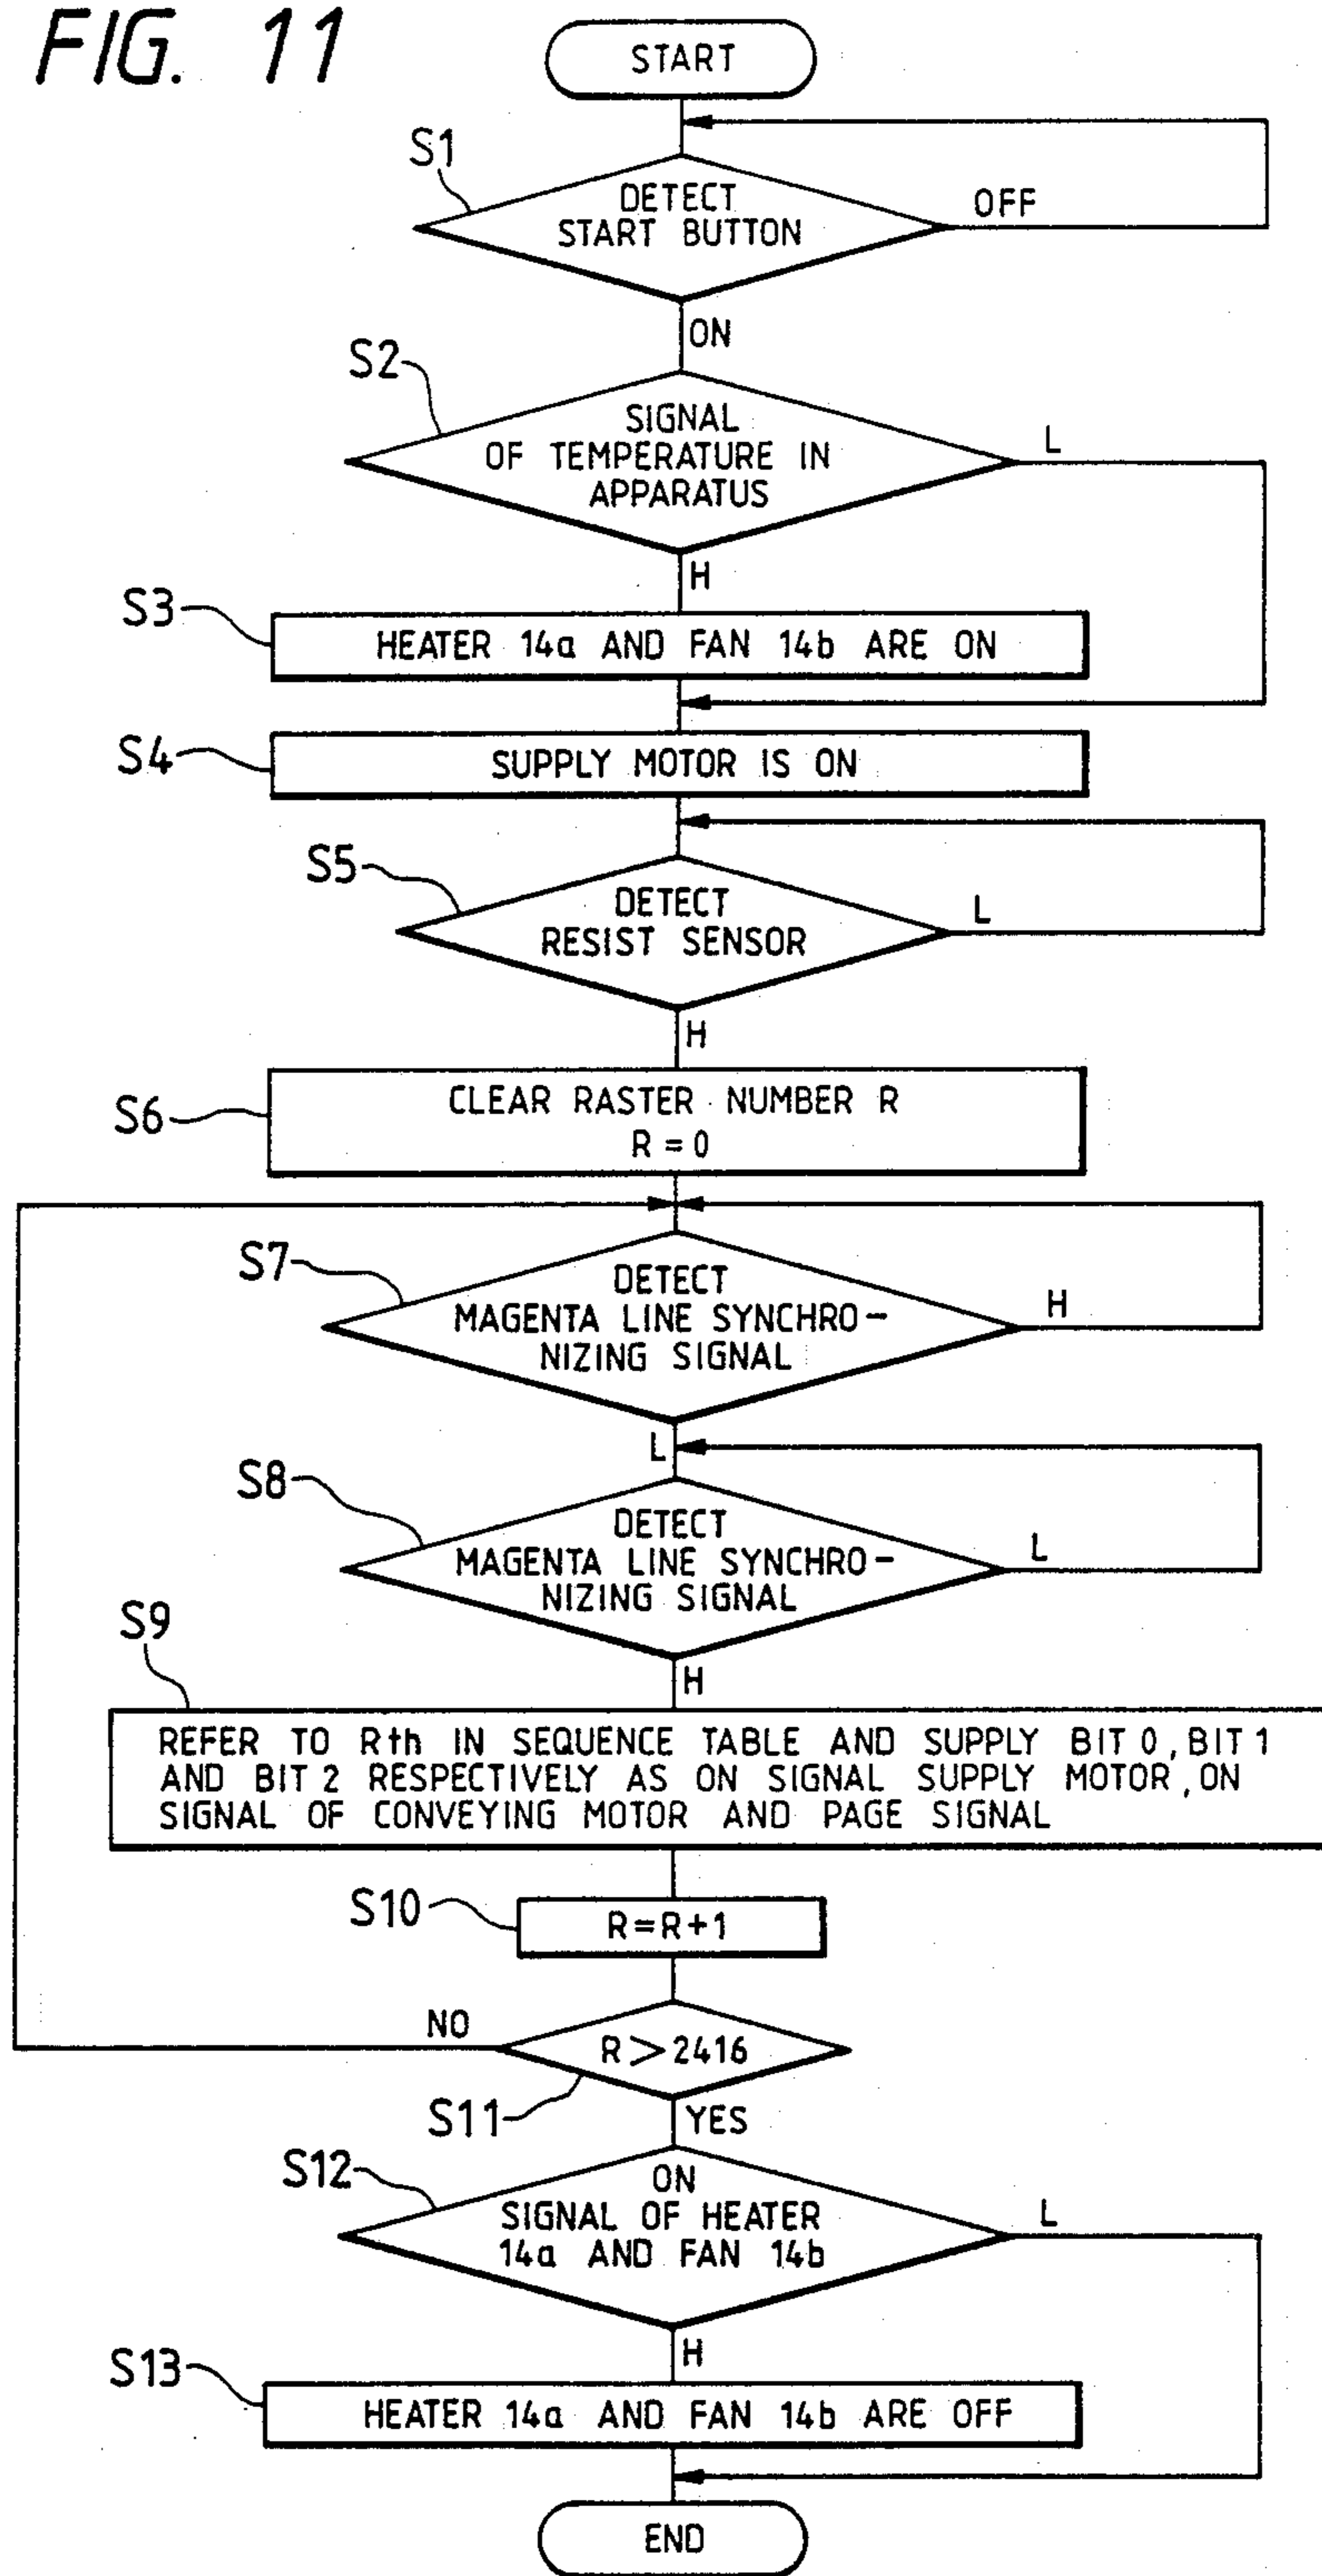 FIG. 11
START
S1
DETECT
START BUTTON
OFF
ON
S2
SIGNAL
OF TEMPERATURE IN
APPARATUS
L
H
S3
HEATER 14a AND FAN 14b ARE ON
S4
SUPPLY MOTOR IS ON
S5
DETECT
RESIST SENSOR
L
H
S6
CLEAR RASTER NUMBER R
R = 0
S7
DETECT
MAGENTA LINE SYNCHRO-
NIZING SIGNAL
H
L
S8
DETECT
MAGENTA LINE SYNCHRO-
NIZING SIGNAL
L
H
S9
REFER TO Rth IN SEQUENCE TABLE AND SUPPLY BIT 0, BIT 1
AND BIT 2 RESPECTIVELY AS ON SIGNAL SUPPLY MOTOR, ON
SIGNAL OF CONVEYING MOTOR AND PAGE SIGNAL
S10
R=R+1
NO
R > 2416
S11
YES
S12
ON
SIGNAL OF HEATER
14a AND FAN 14b
L
H
S13
HEATER 14a AND FAN 14b ARE OFF
END